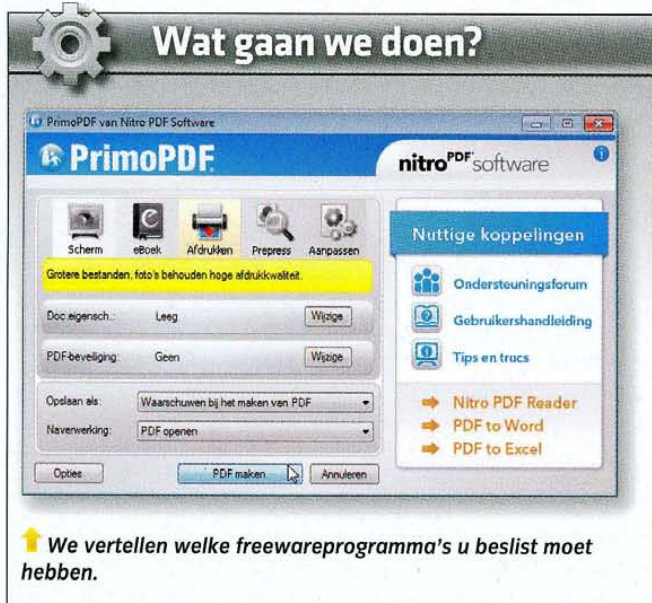 Wat gaan we doen?
PrimoPDF van Nitro PDF Software
PrimoPDF
nitroPDF software
Scherm eBoek Afdrukken Prepress Aanpassen
Grotere bestanden, foto's behouden hoge afdrukkwaliteit.
Doc.eigensch.: Leeg Wijzige
PDF-beveiliging: Geen Wijzige
Opslaan als: Waarschuwen bij het maken van PDF
Naverwerking: PDF openen
Opties PDF maken Annuleren
Nuttige koppelingen
Ondersteuningsforum
Gebruikershandleiding
Tips en trucs
Nitro PDF Reader
PDF to Word
PDF to Excel
We vertellen welke freewareprogramma's u beslist moet
hebben.